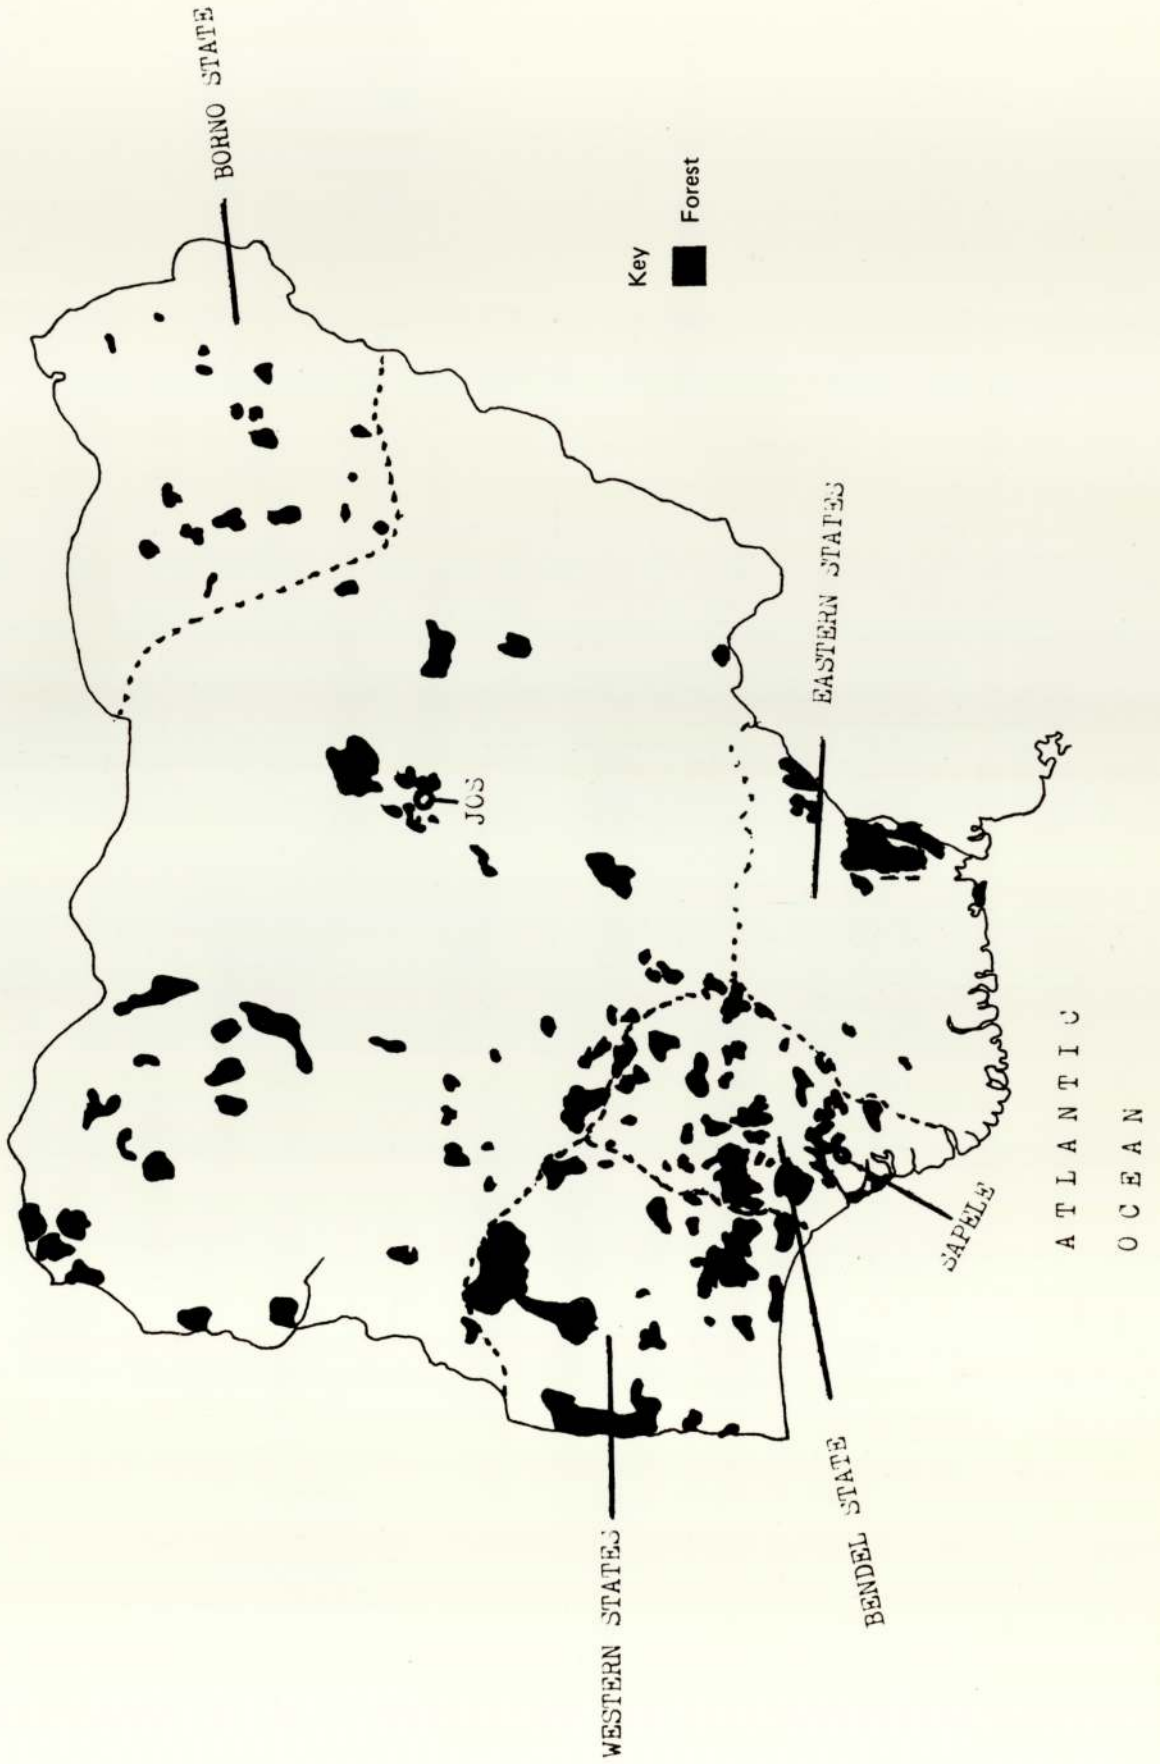 BORNO STATE
Key
Forest
JOS
EASTERN STATES
WESTERN STATES
BENDEL STATE
SAPELE
ATLANTIC
OCEAN